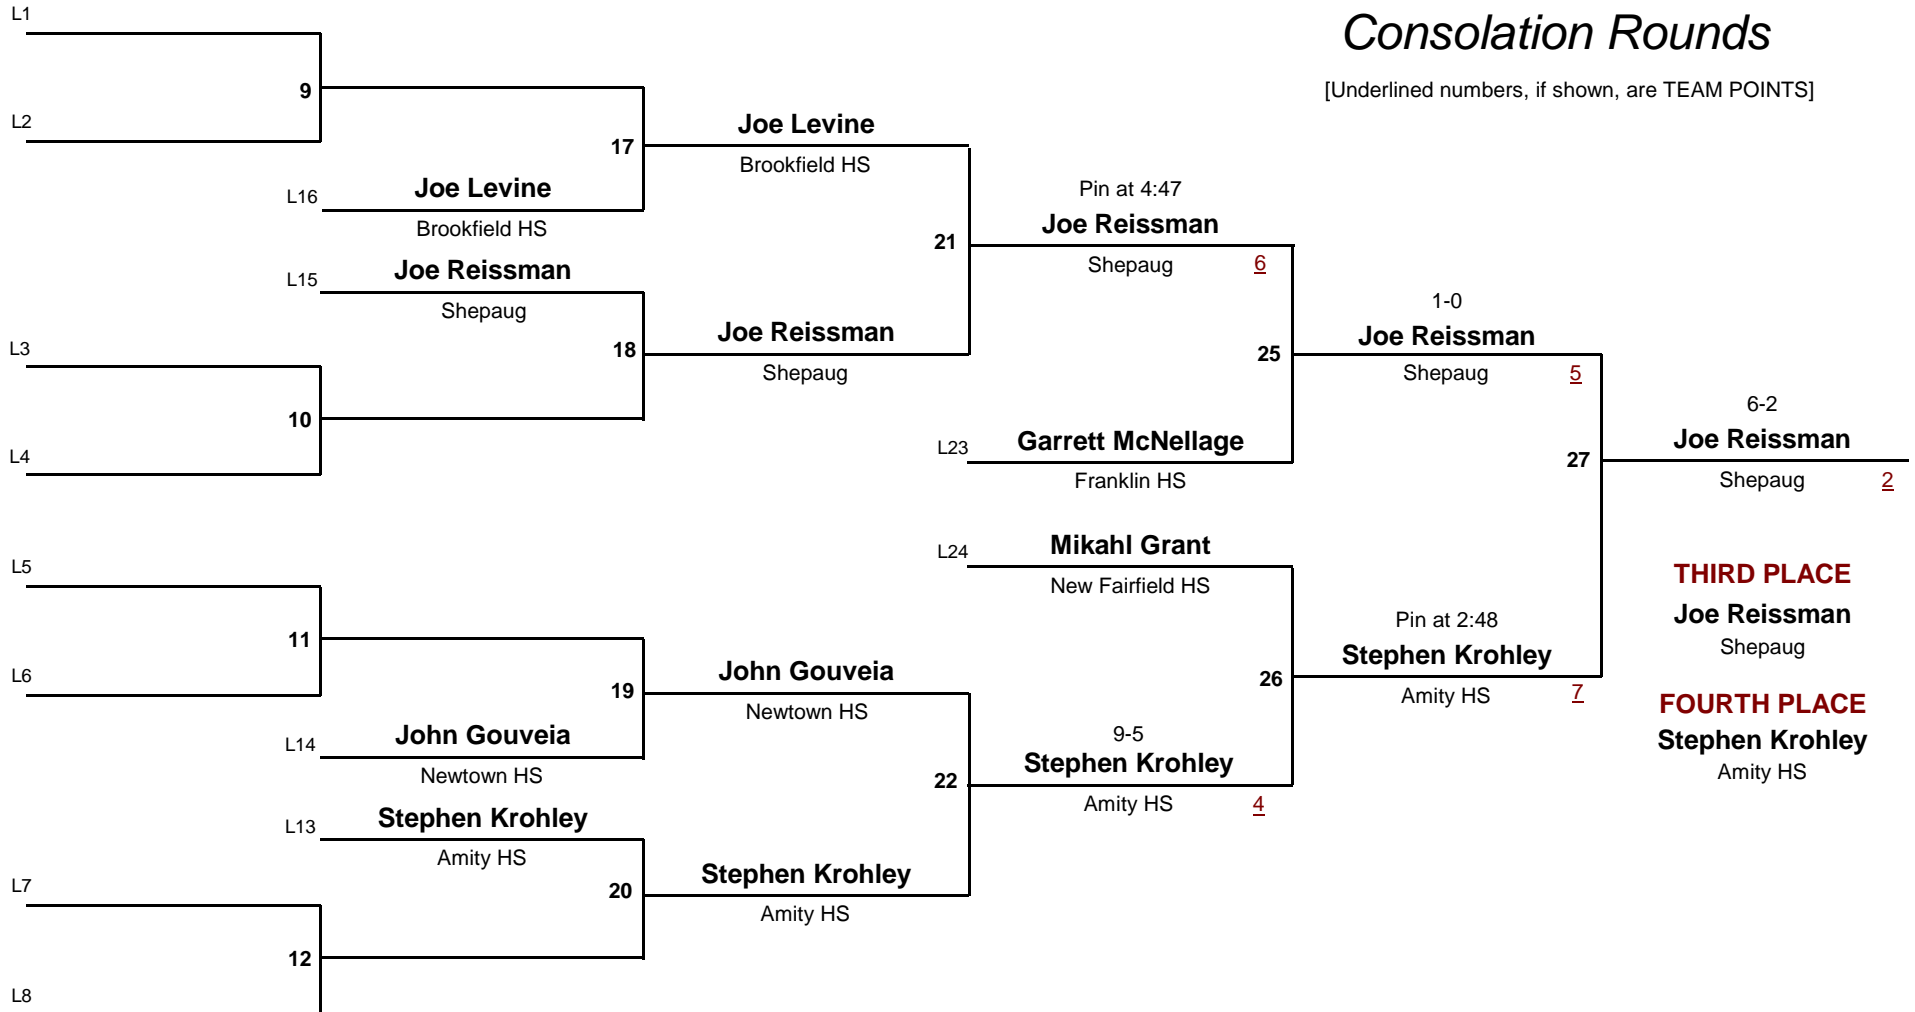 L1
Consolation Rounds
[Underlined numbers, if shown, are TEAM POINTS]
9
L2
Joe Levine
17
Brookfield HS
L16
Joe Levine
Brookfield HS
Pin at 4:47
Joe Reissman
21
Shepaug
6
L15
Joe Reissman
Shepaug
1-0
Joe Reissman
Shepaug
5
L3
18
Joe Reissman
Shepaug
25
10
L4
L23
Garrett McNellage
Franklin HS
27
6-2
Joe Reissman
Shepaug
2
L24
Mikahl Grant
New Fairfield HS
L5
THIRD PLACE
Joe Reissman
Shepaug
11
L6
19
John Gouveia
Newtown HS
26
Pin at 2:48
Stephen Krohley
Amity HS
7
FOURTH PLACE
Stephen Krohley
Amity HS
L14
John Gouveia
Newtown HS
22
9-5
Stephen Krohley
Amity HS
4
L13
Stephen Krohley
Amity HS
L7
20
Stephen Krohley
Amity HS
12
L8